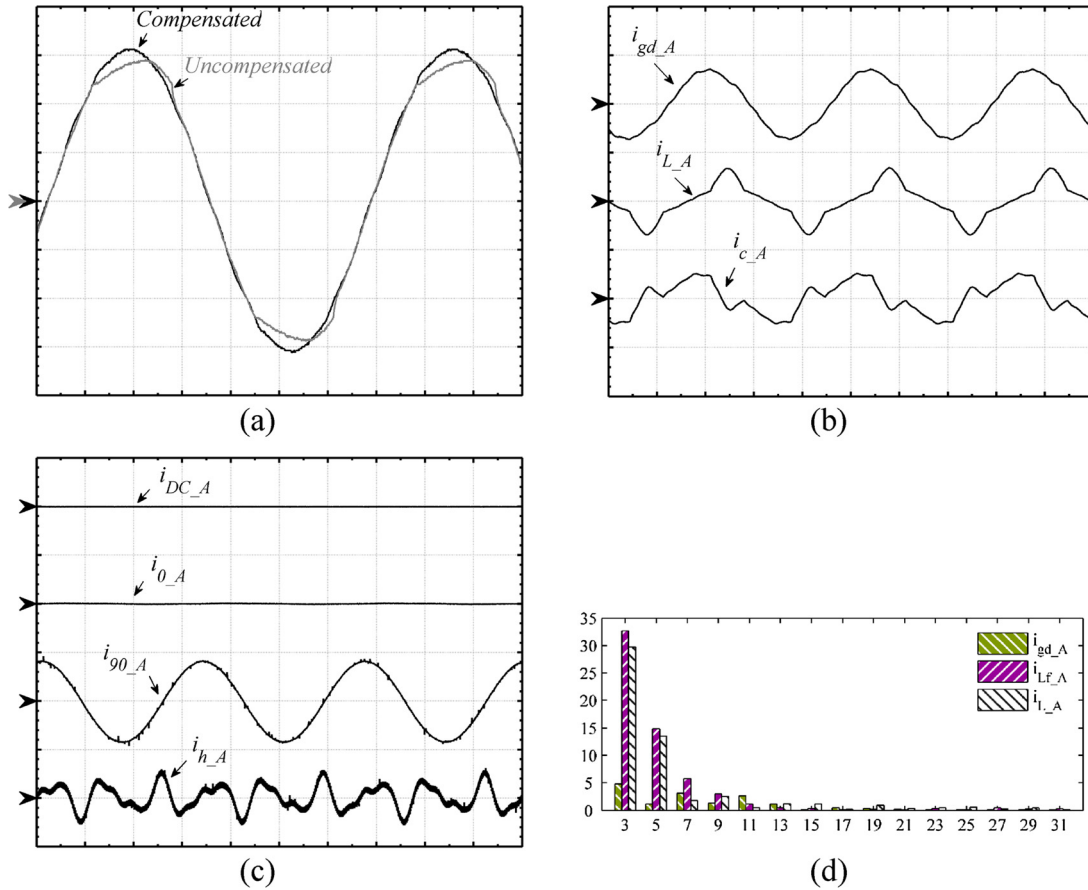 Compensated
Uncompensated
(a)
i_gd_A
i_L_A
i_c_A
(b)
i_DC_A
i_0_A
i_90_A
i_h_A
(c)
35
30
25
20
15
10
5
0
i_gd_A
i_Lf_A
i_L_A
3 5 7 9 11 13 15 17 19 21 23 25 27 29 31
(d)